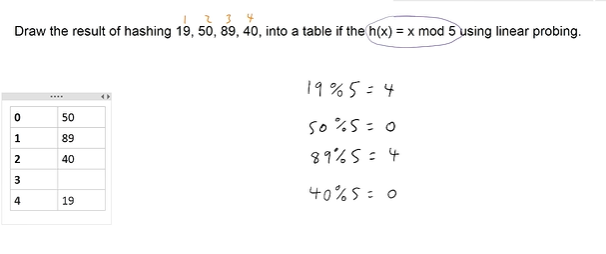 1 2 3 4
Draw the result of hashing 19, 50, 89, 40, into a table if the h(x) = x mod 5 using linear probing.
19%5 = 4
50%5 = 0
89%5 = 4
40%5 = 0
0 50
1 89
2 40
3
4 19